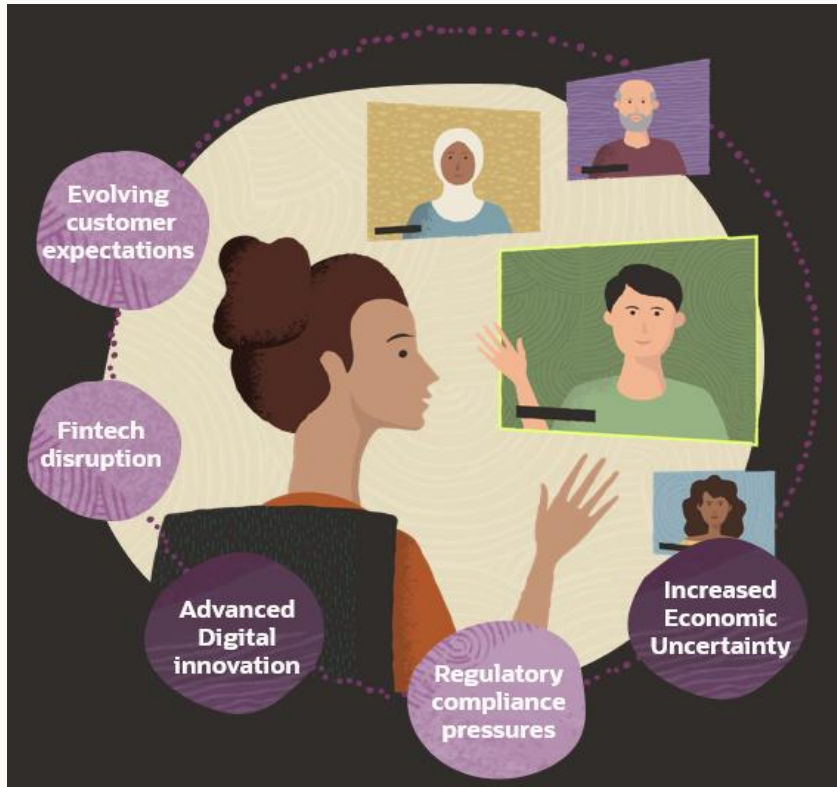 Evolving
customer
expectations
Fintech
disruption
Advanced
Digital
innovation
Regulatory
compliance
pressures
Increased
Economic
Uncertainty